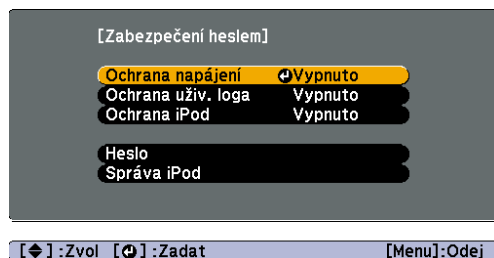 [Zabezpečení heslem]
Ochrana napájení Vypnuto
Ochrana uživ. loga Vypnuto
Ochrana iPod Vypnuto
Heslo
Správa iPod
[◆] :Zvol [⏎] :Zadat [Menu]:Odej